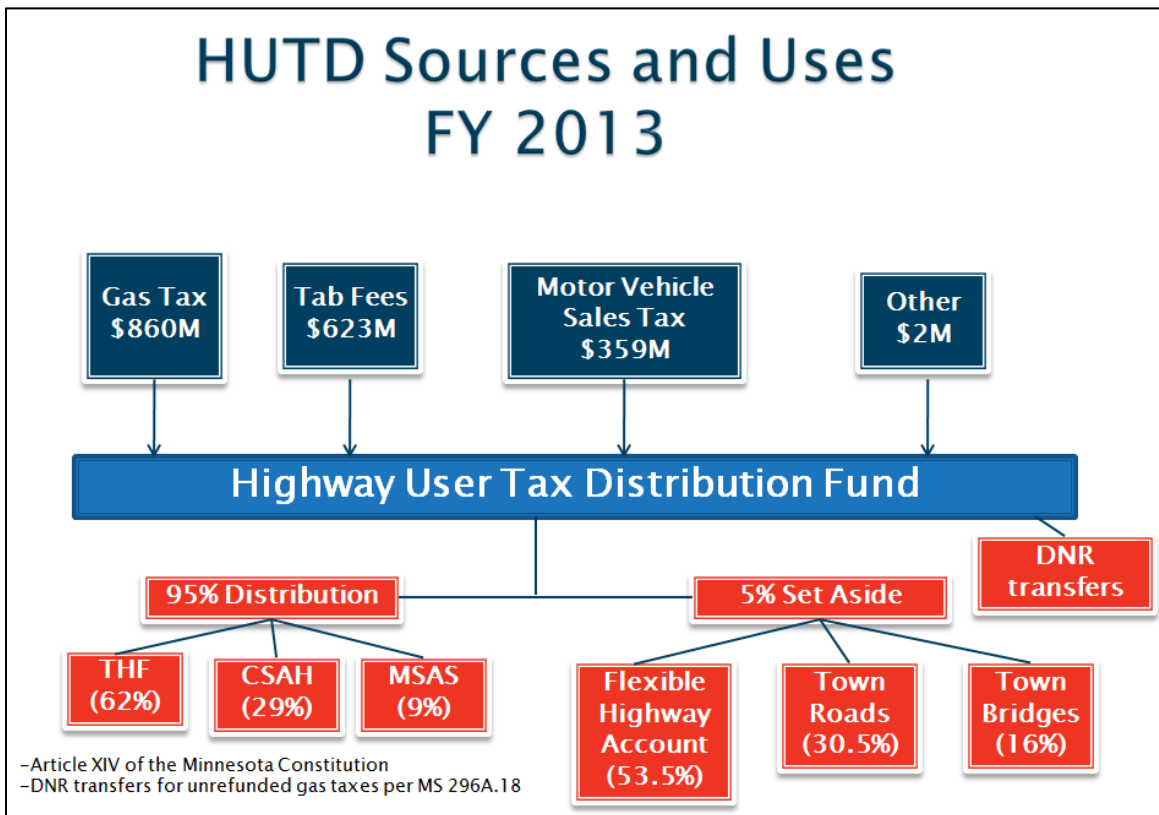 HUTD Sources and Uses
FY 2013
Gas Tax
$860M
Tab Fees
$623M
Motor Vehicle
Sales Tax
$359M
Other
$2M
Highway User Tax Distribution Fund
DNR
transfers
95% Distribution
5% Set Aside
THF
(62%)
CSAH
(29%)
MSAS
(9%)
Flexible
Highway
Account
(53.5%)
Town
Roads
(30.5%)
Town
Bridges
(16%)
-Article XIV of the Minnesota Constitution
-DNR transfers for unrefunded gas taxes per MS 296A.18